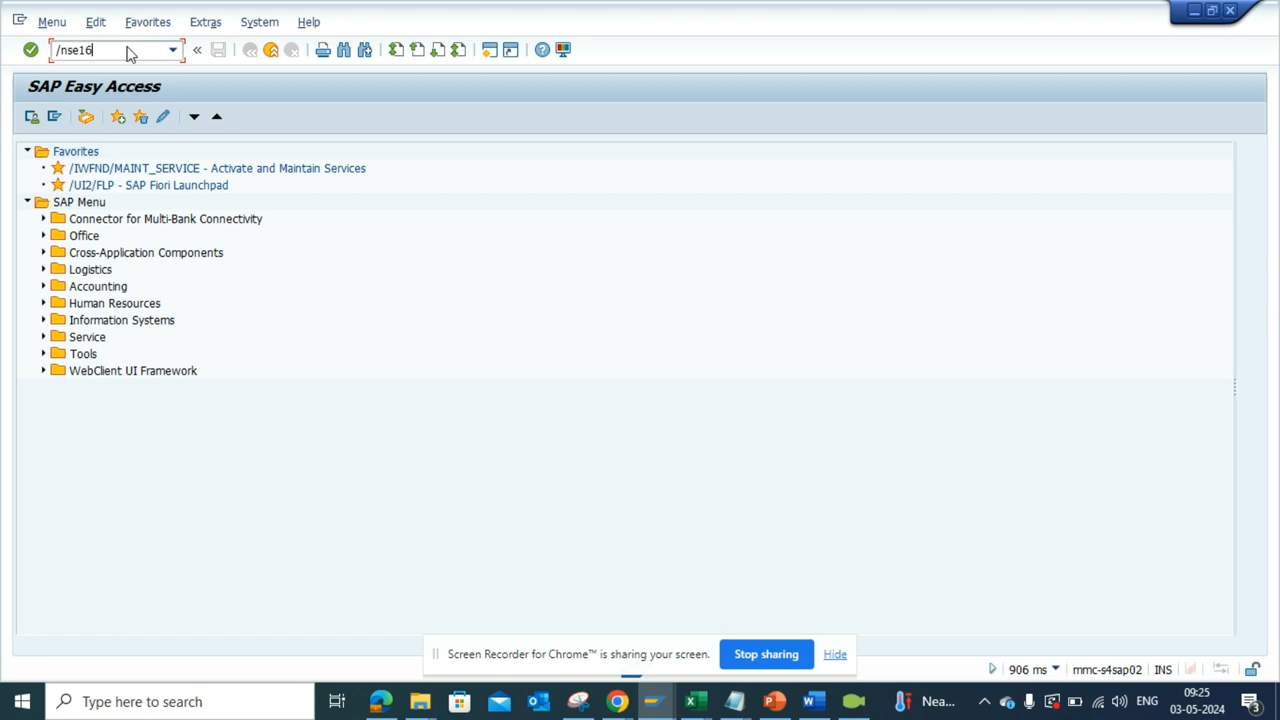 Menu Edit Favorites Extras System Help
/nse16
SAP Easy Access
Favorites
/IWFND/MAINT_SERVICE - Activate and Maintain Services
/UI2/FLP - SAP Fiori Launchpad
SAP Menu
Connector for Multi-Bank Connectivity
Office
Cross-Application Components
Logistics
Accounting
Human Resources
Information Systems
Service
Tools
WebClient UI Framework
Screen Recorder for Chrome™ is sharing your screen. Stop sharing Hide
906 ms mmc-s4sap02 INS
Type here to search
Nea... ENG
09:25
03-05-2024
3